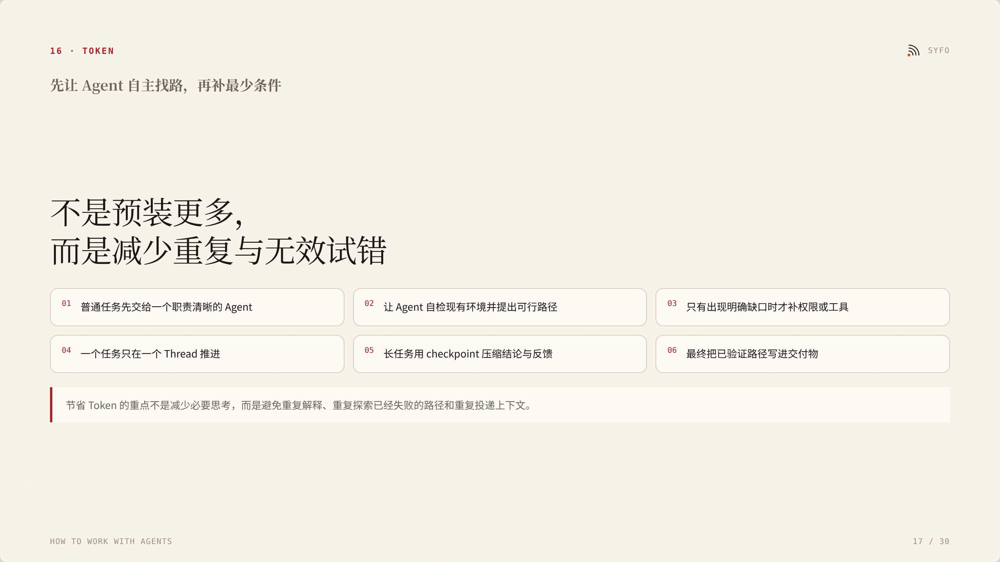 16 · TOKEN
SYFO
先让 Agent 自主找路，再补最少条件
不是预装更多，
而是减少重复与无效试错
01 普通任务先交给一个职责清晰的 Agent
02 让 Agent 自检现有环境并提出可行路径
03 只有出现明确缺口时才补权限或工具
04 一个任务只在一个 Thread 推进
05 长任务用 checkpoint 压缩结论与反馈
06 最终把已验证路径写进交付物
节省 Token 的重点不是减少必要思考，而是避免重复解释、重复探索已经失败的路径和重复投递上下文。
HOW TO WORK WITH AGENTS
17 / 30